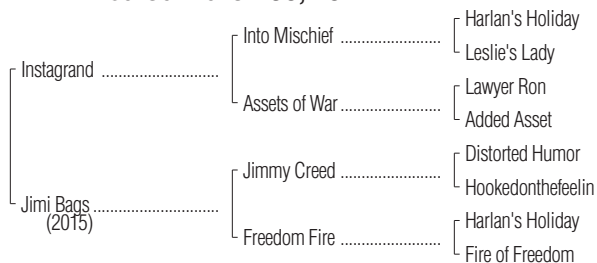 Harlan's Holiday
Into Mischief
Leslie's Lady
Instagrand
Lawyer Ron
Assets of War
Added Asset
Distorted Humor
Jimmy Creed
Hookedonthefeelin
Jimi Bags
(2015)
Harlan's Holiday
Freedom Fire
Fire of Freedom